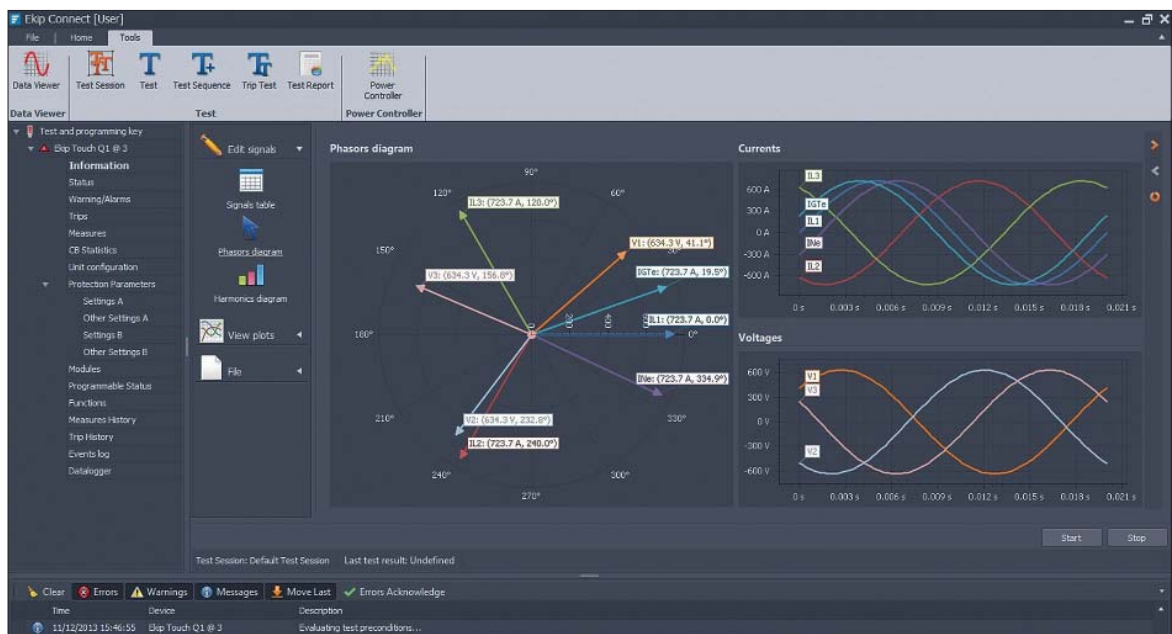 Ekip Connect [User]
File | Home Tools
Data Viewer Test Session Test Test Sequence Trip Test Test Report Power Controller
Data Viewer Test Power Controller
Test and programming key
Ekip Touch Q1 @ 3
Information
Status
Warning/Alarms
Trips
Measures
CB Statistics
Unit configuration
Protection Parameters
Settings A
Other Settings A
Settings B
Other Settings B
Modules
Programmable Status
Functions
Measures History
Trip History
Events log
Datalogger
Edit signals
Signals table
Phasors diagram
Harmonics diagram
View plots
File
Phasors diagram
90°
120° 60°
IL3: (723.7 A, 120.0°)
150°
V1: (634.3 V, 41.1°)
V3: (634.3 V, 156.8°)
IGTe: (723.7 A, 19.5°)
0 200 400
IL1: (723.7 A, 0.0°)
180° 0°
INe: (723.7 A, 334.9°)
210° 330°
V2: (634.3 V, 232.8°)
IL2: (723.7 A, 240.0°)
240° 300°
270°
Currents
IL3
600 A
IGTe
300 A
IL1
0 A
INe
-300 A
IL2
-600 A
0 s 0.003 s 0.006 s 0.009 s 0.012 s 0.015 s 0.018 s 0.021 s
Voltages
600 V
V1
V3
300 V
0 V
-300 V
V2
-600 V
0 s 0.003 s 0.006 s 0.009 s 0.012 s 0.015 s 0.018 s 0.021 s
Start Stop
Test Session: Default Test Session Last test result: Undefined
Clear Errors Warnings Messages Move Last Errors Acknowledge
Time Device Description
11/12/2013 15:46:55 Ekip Touch Q1 @ 3 Evaluating test preconditions...